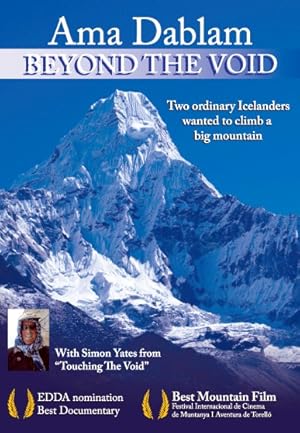 Ama Dablam
BEYOND THE VOID
Two ordinary Icelanders
wanted to climb a
big mountain
With Simon Yates from
"Touching The Void"
EDDA nomination
Best Documentary
Best Mountain Film
Festival Internacional de Cinema
de Muntanya I Aventura de Torelló